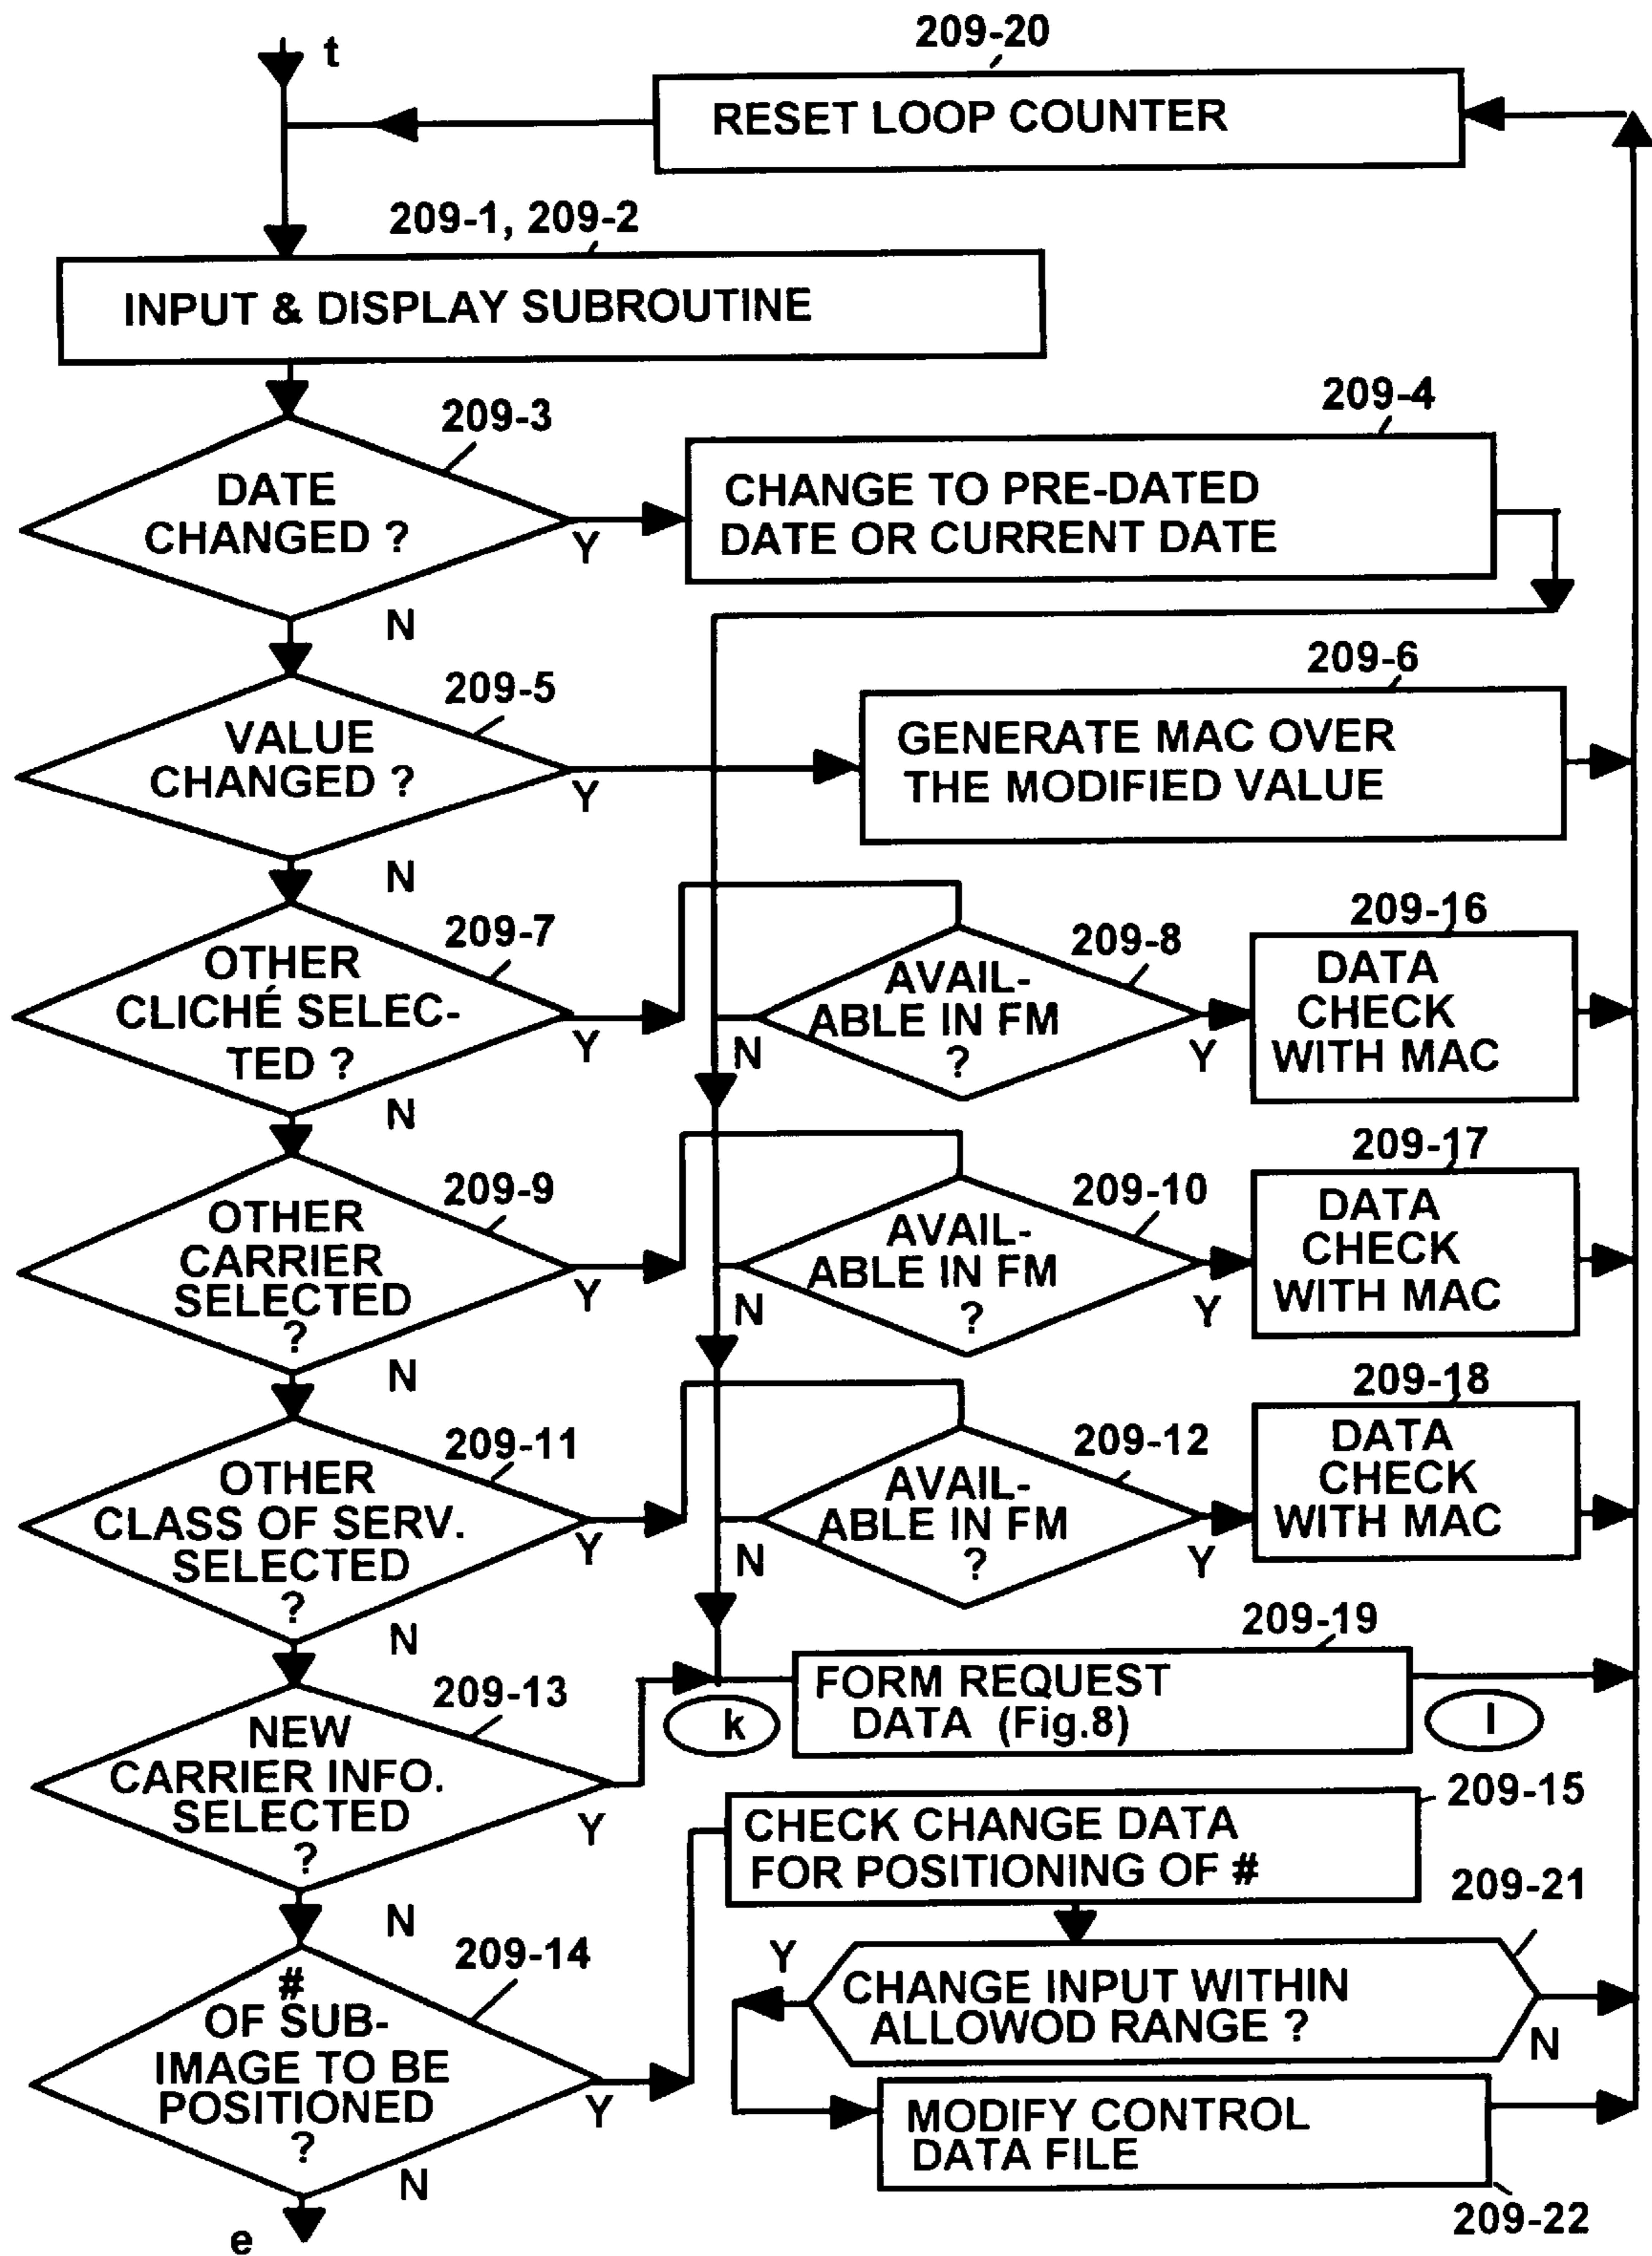 209-20
t
RESET LOOP COUNTER
209-1, 209-2
INPUT & DISPLAY SUBROUTINE
209-3
209-4
DATE
CHANGED ?
Y
CHANGE TO PRE-DATED
DATE OR CURRENT DATE
N
209-5
209-6
VALUE
CHANGED ?
Y
GENERATE MAC OVER
THE MODIFIED VALUE
N
209-7
OTHER
CLICHÉ SELEC-
TED ?
Y
209-8
AVAIL-
ABLE IN FM
?
N
Y
209-16
DATA
CHECK
WITH MAC
N
209-9
OTHER
CARRIER
SELECTED
?
Y
209-10
AVAIL-
ABLE IN FM
?
N
Y
209-17
DATA
CHECK
WITH MAC
N
209-11
OTHER
CLASS OF SERV.
SELECTED
?
Y
209-12
AVAIL-
ABLE IN FM
?
N
Y
209-18
DATA
CHECK
WITH MAC
N
209-13
NEW
CARRIER INFO.
SELECTED
?
Y
k
209-19
FORM REQUEST
DATA (Fig.8)
l
N
209-14
#
OF SUB-
IMAGE TO BE
POSITIONED
?
Y
209-15
CHECK CHANGE DATA
FOR POSITIONING OF #
209-21
Y
CHANGE INPUT WITHIN
ALLOWOD RANGE ?
N
MODIFY CONTROL
DATA FILE
209-22
N
e